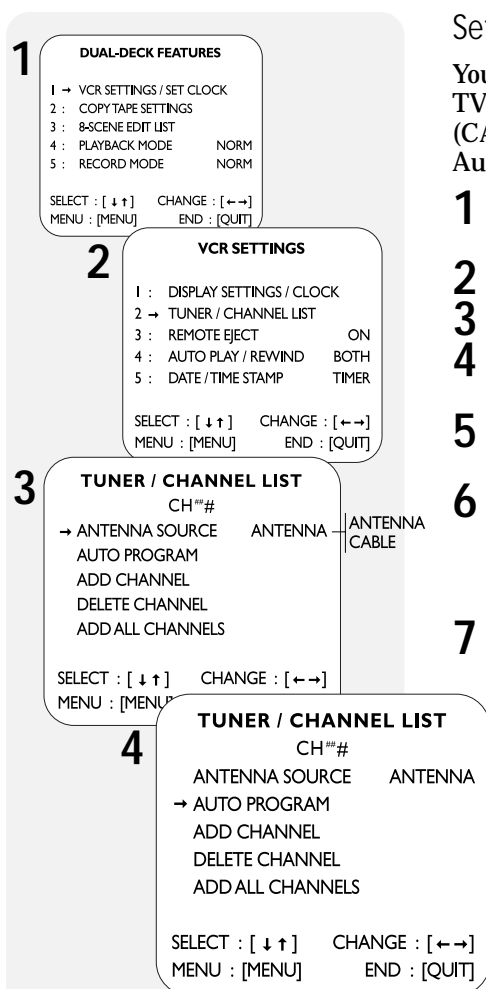 1
DUAL-DECK FEATURES
1 → VCR SETTINGS / SET CLOCK
2 : COPY TAPE SETTINGS
3 : 8-SCENE EDIT LIST
4 : PLAYBACK MODE NORM
5 : RECORD MODE NORM
SELECT : [ ↓ ↑ ] CHANGE : [ ← → ]
MENU : [MENU] END : [QUIT]
2
VCR SETTINGS
1 : DISPLAY SETTINGS / CLOCK
2 → TUNER / CHANNEL LIST
3 : REMOTE EJECT ON
4 : AUTO PLAY / REWIND BOTH
5 : DATE / TIME STAMP TIMER
SELECT : [ ↓ ↑ ] CHANGE : [ ← → ]
MENU : [MENU] END : [QUIT]
3
TUNER / CHANNEL LIST
CH##
→ ANTENNA SOURCE ANTENNA
ANTENNA
CABLE
AUTO PROGRAM
ADD CHANNEL
DELETE CHANNEL
ADD ALL CHANNELS
SELECT : [ ↓ ↑ ] CHANGE : [ ← → ]
MENU : [MENU]
4
TUNER / CHANNEL LIST
CH##
ANTENNA SOURCE ANTENNA
→ AUTO PROGRAM
ADD CHANNEL
DELETE CHANNEL
ADD ALL CHANNELS
SELECT : [ ↓ ↑ ] CHANGE : [ ← → ]
MENU : [MENU] END : [QUIT]
TV
1
2
3
4
5
6
7